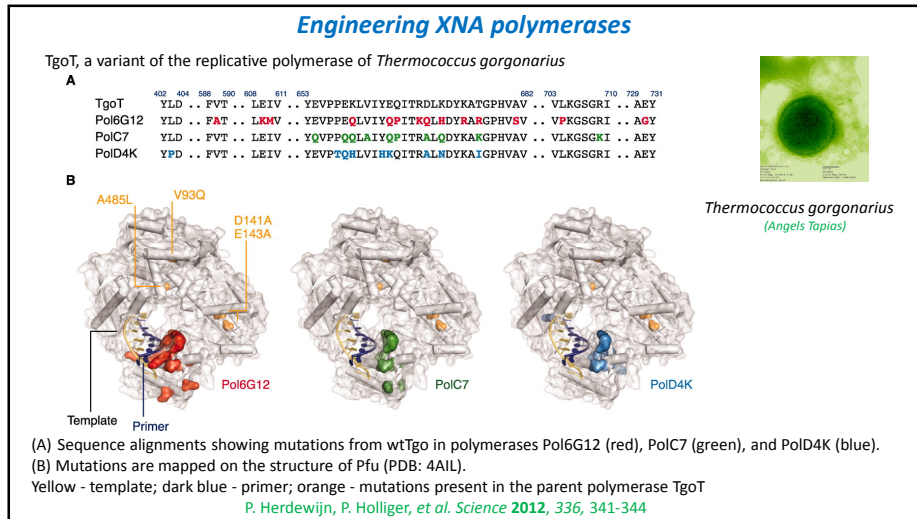 Engineering XNA polymerases
TgoT, a variant of the replicative polymerase of Thermococcus gorgonarius
A
402 404 588 590 608 611 653 682 703 710 729 731
TgoT YLD .. FVT .. LEIV .. YEVPPEKLVIYEQITRDLKDYKATGPHVAV .. VLKGSGRI .. AEY
Pol6G12 YLD .. FAT .. LKMV .. YEVPPEQLVIYQPITKQLHDYRARGPHVSV .. VPKGSGRI .. AGY
PolC7 YLD .. FVT .. LEIV .. YQVPPQQLAIYQPITRALQDYKAKGPHVAV .. VLKGSGKI .. AEY
PolD4K YPD .. FVT .. LEIV .. YEVPTQHLVIHKQITRALNDYKAIGPHVAV .. VLKGSGRI .. AEY
B
A485L
V93Q
D141A
E143A
Template
Primer
Pol6G12
PolC7
PolD4K
Thermococcus gorgonarius
(Angels Tapias)
(A) Sequence alignments showing mutations from wtTgo in polymerases Pol6G12 (red), PolC7 (green), and PolD4K (blue).
(B) Mutations are mapped on the structure of Pfu (PDB: 4AIL).
Yellow - template; dark blue - primer; orange - mutations present in the parent polymerase TgoT
P. Herdewijn, P. Holliger, et al. Science 2012, 336, 341-344